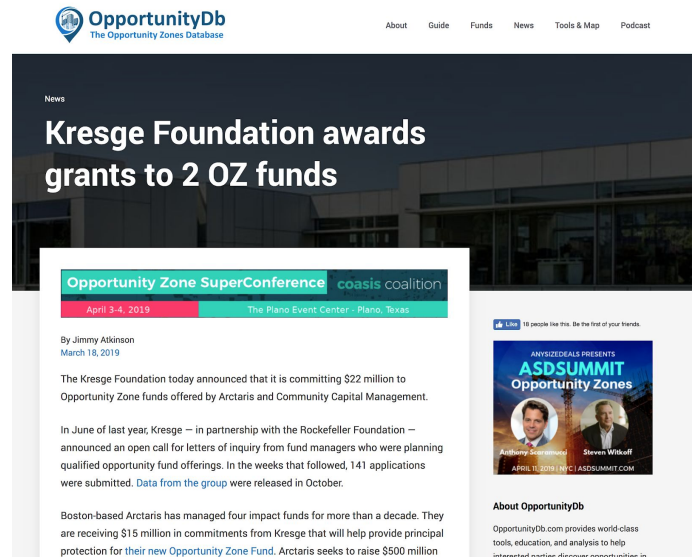 OpportunityDb
The Opportunity Zones Database
About Guide Funds News Tools & Map Podcast
News
Kresge Foundation awards
grants to 2 OZ funds
Opportunity Zone SuperConference coasis coalition
April 3-4, 2019 The Plano Event Center - Plano, Texas
By Jimmy Atkinson
March 18, 2019
The Kresge Foundation today announced that it is committing $22 million to
Opportunity Zone funds offered by Arctaris and Community Capital Management.
In June of last year, Kresge — in partnership with the Rockefeller Foundation —
announced an open call for letters of inquiry from fund managers who were planning
qualified opportunity fund offerings. In the weeks that followed, 141 applications
were submitted. Data from the group were released in October.
Boston-based Arctaris has managed four impact funds for more than a decade. They
are receiving $15 million in commitments from Kresge that will help provide principal
protection for their new Opportunity Zone Fund. Arctaris seeks to raise $500 million
Like 18 people like this. Be the first of your friends.
ANYSIZEDEALS PRESENTS
ASDSUMMIT
Opportunity Zones
Anthony Scaramucci Steven Witkoff
APRIL 11, 2019 | NYC | ASDSUMMIT.COM
About OpportunityDb
OpportunityDb.com provides world-class
tools, education, and analysis to help
interested parties discover opportunities in